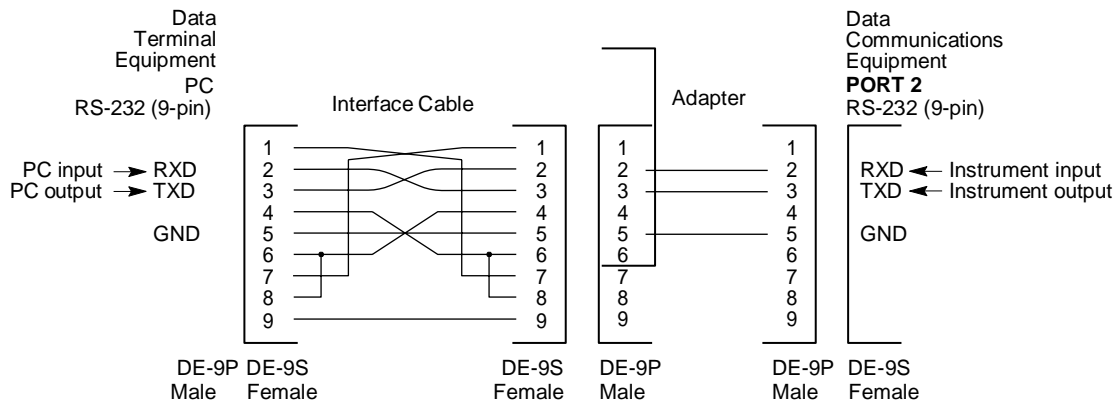 Data
Terminal
Equipment
PC
RS-232 (9-pin)
Interface Cable
Adapter
Data
Communications
Equipment
PORT 2
RS-232 (9-pin)
PC input
PC output
RXD
TXD
GND
1
2
3
4
5
6
7
8
9
1
2
3
4
5
6
7
8
9
1
2
3
4
5
6
7
8
9
1
2
3
4
5
6
7
8
9
RXD
TXD
GND
Instrument input
Instrument output
DE-9P
Male
DE-9S
Female
DE-9S
Female
DE-9P
Male
DE-9P
Male
DE-9S
Female